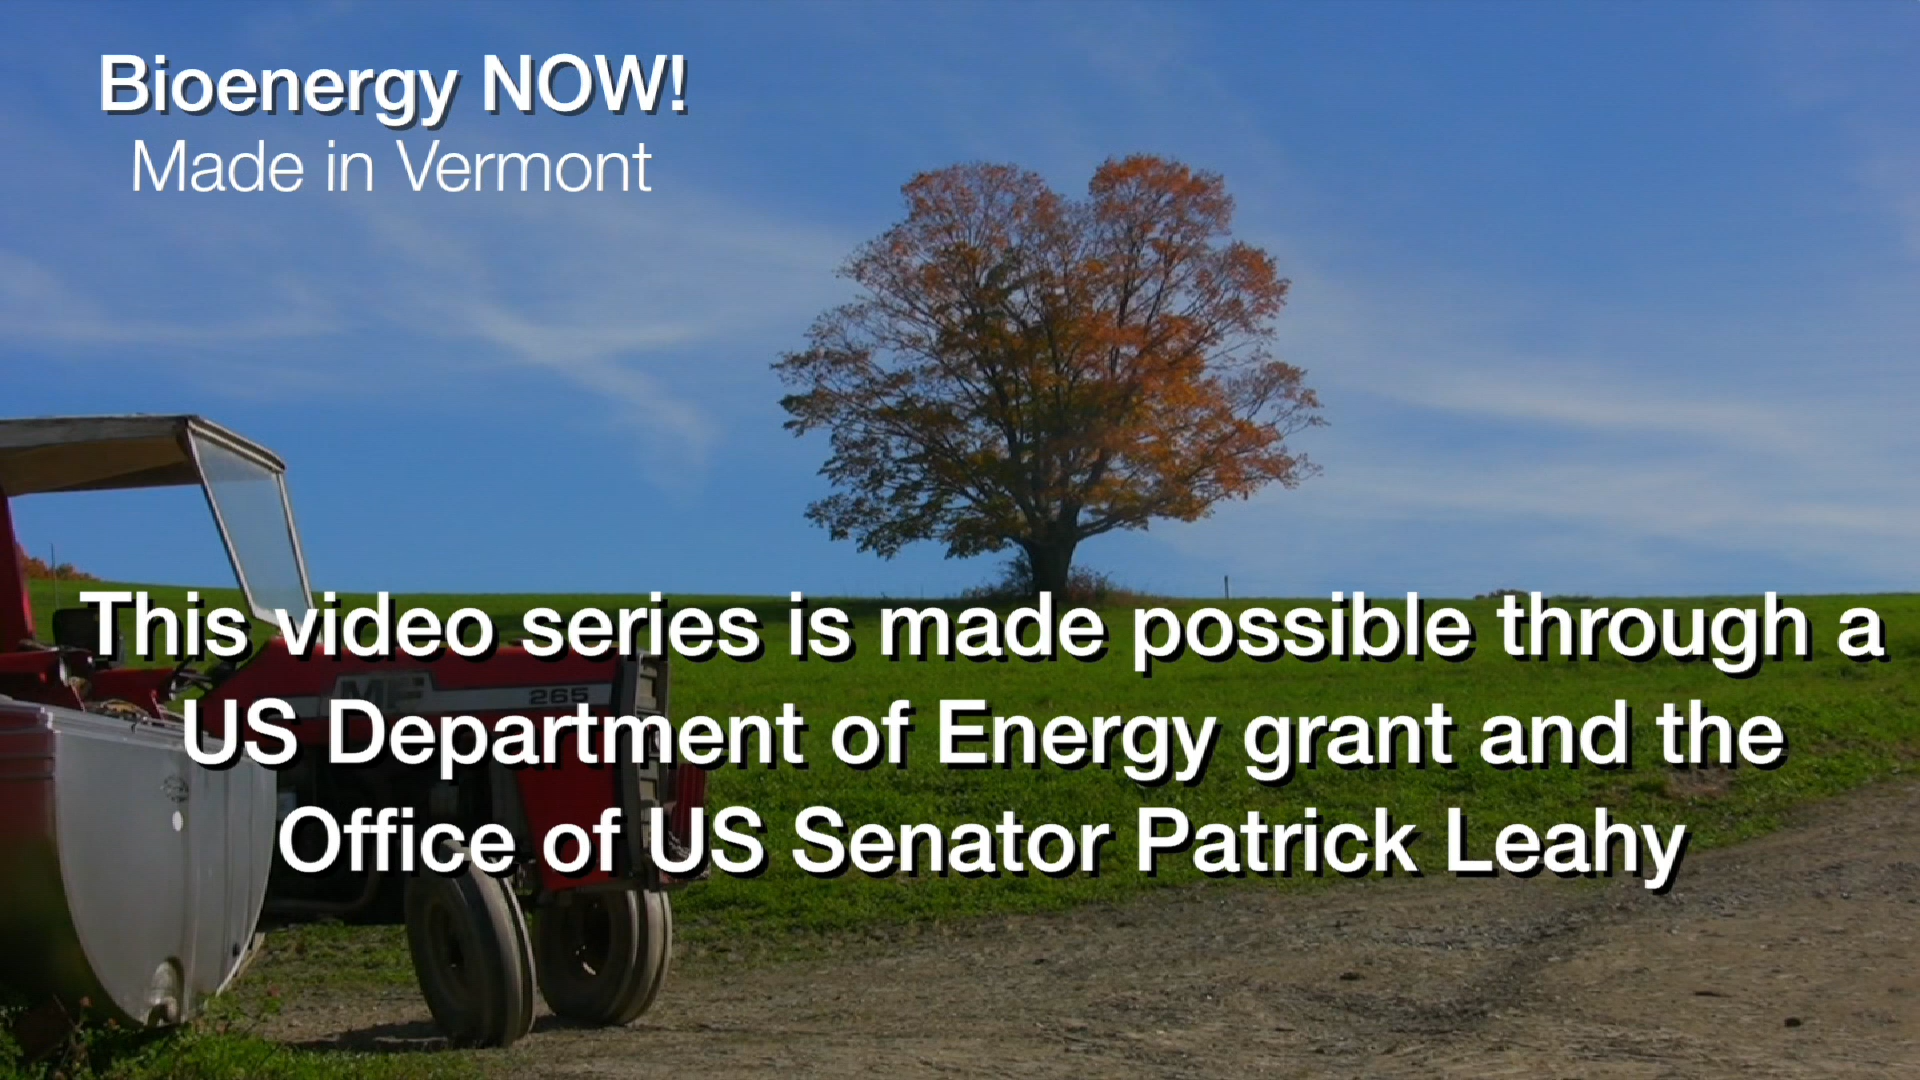 Bioenergy NOW!
Made in Vermont
This video series is made possible through a
MF 265
US Department of Energy grant and the
Office of US Senator Patrick Leahy